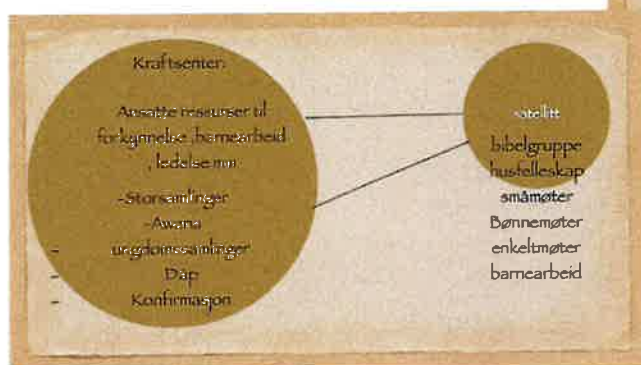 Kraftsenter:
Ansatte ressurser til
forkynnelse ,barnearbeid
, ledelse mm
-Storsamlinger
-Awana
- ungdomssamlinger
- Dåp
- Konfirmasjon
satellitt
bibelgruppe
husfelleskap
småmøter
Bønnemøter
enkeltmøter
barnearbeid